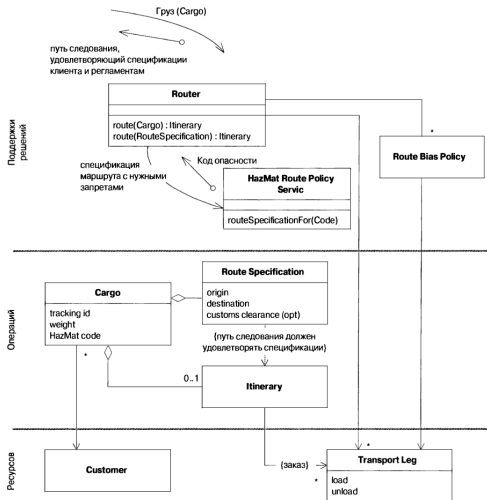 Груз (Cargo)
путь следования,
удовлетворяющий спецификации
клиента и регламентам
Router
route(Cargo) : Itinerary
route(RouteSpecification) : Itinerary
*
Route Bias Policy
Поддержки
решений
спецификация
маршрута с нужными
запретами
Код опасности
HazMat Route Policy
Servic
routeSpecificationFor(Code)
Операций
Cargo
tracking id
weight
HazMat code
Route Specification
origin
destination
customs clearance (opt)
{путь следования должен
удовлетворять спецификации}
*
0..1
Itinerary
Ресурсов
Customer
{заказ}
*
*
Transport Leg
load
unload